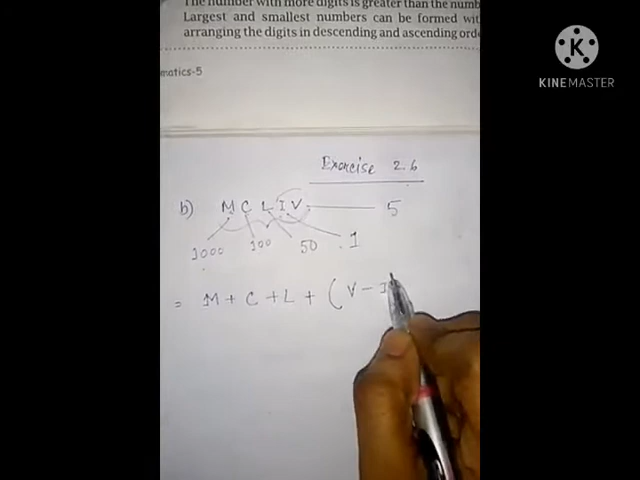 The number with more digits is greater than the numb
Largest and smallest numbers can be formed wit
arranging the digits in descending and ascending orde
matics-5
K
KINEMASTER
Exercise 2.6
b) M C L I V 5
1000 100 50 1
= M + C + L + ( V - I